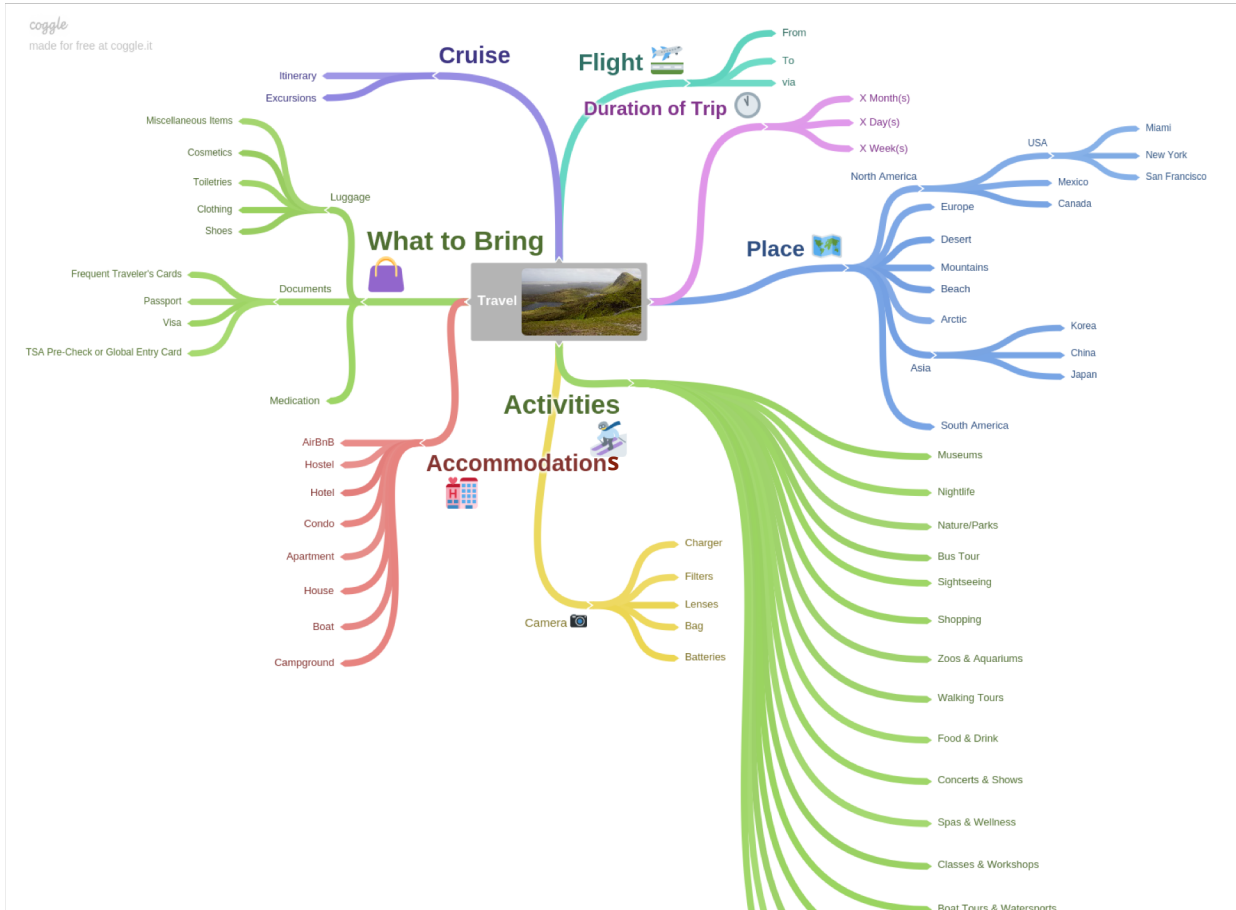 coggle
made for free at coggle.it
Cruise
Itinerary
Excursions
Flight
From
To
via
Duration of Trip
X Month(s)
X Day(s)
X Week(s)
Place
North America
USA
Miami
New York
San Francisco
Mexico
Canada
Europe
Desert
Mountains
Beach
Arctic
Asia
Korea
China
Japan
South America
What to Bring
Luggage
Miscellaneous Items
Cosmetics
Toiletries
Clothing
Shoes
Documents
Frequent Traveler's Cards
Passport
Visa
TSA Pre-Check or Global Entry Card
Medication
Travel
Accommodations
H
AirBnB
Hostel
Hotel
Condo
Apartment
House
Boat
Campground
Camera
Charger
Filters
Lenses
Bag
Batteries
Activities
Museums
Nightlife
Nature/Parks
Bus Tour
Sightseeing
Shopping
Zoos & Aquariums
Walking Tours
Food & Drink
Concerts & Shows
Spas & Wellness
Classes & Workshops
Boat Tours & Watersports